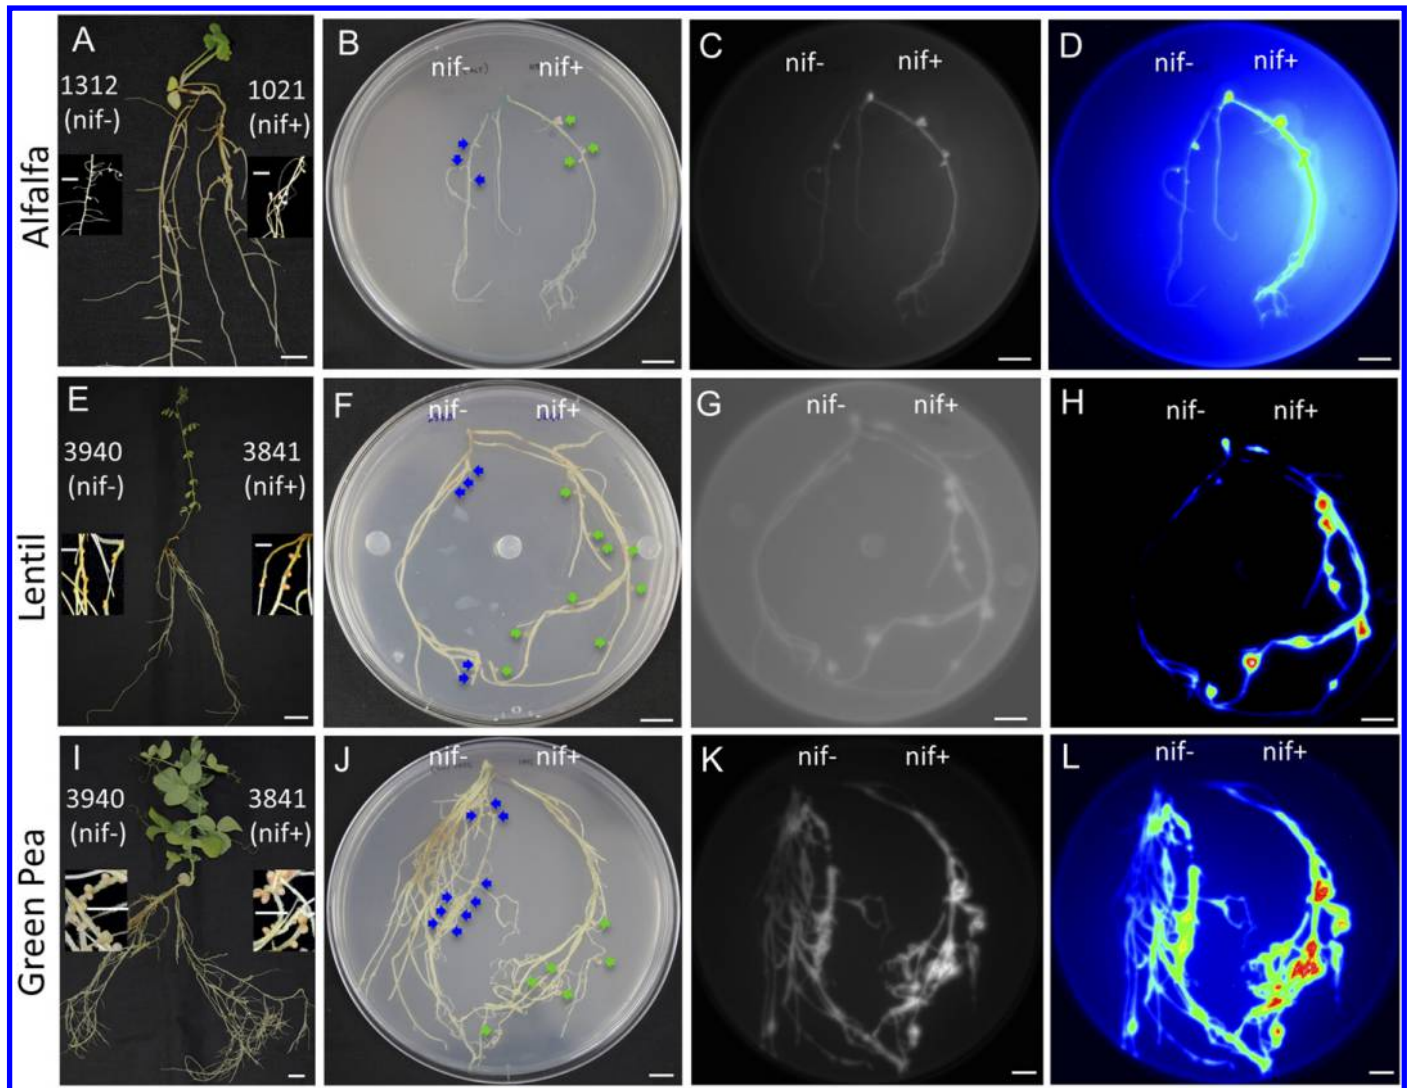 Alfalfa
A
1312
(nif-)
1021
(nif+)
B
nif-
nif+
C
nif-
nif+
D
nif-
nif+
Lentil
E
3940
(nif-)
3841
(nif+)
F
nif-
nif+
G
nif-
nif+
H
nif-
nif+
Green Pea
I
3940
(nif-)
3841
(nif+)
J
nif-
nif+
K
nif-
nif+
L
nif-
nif+